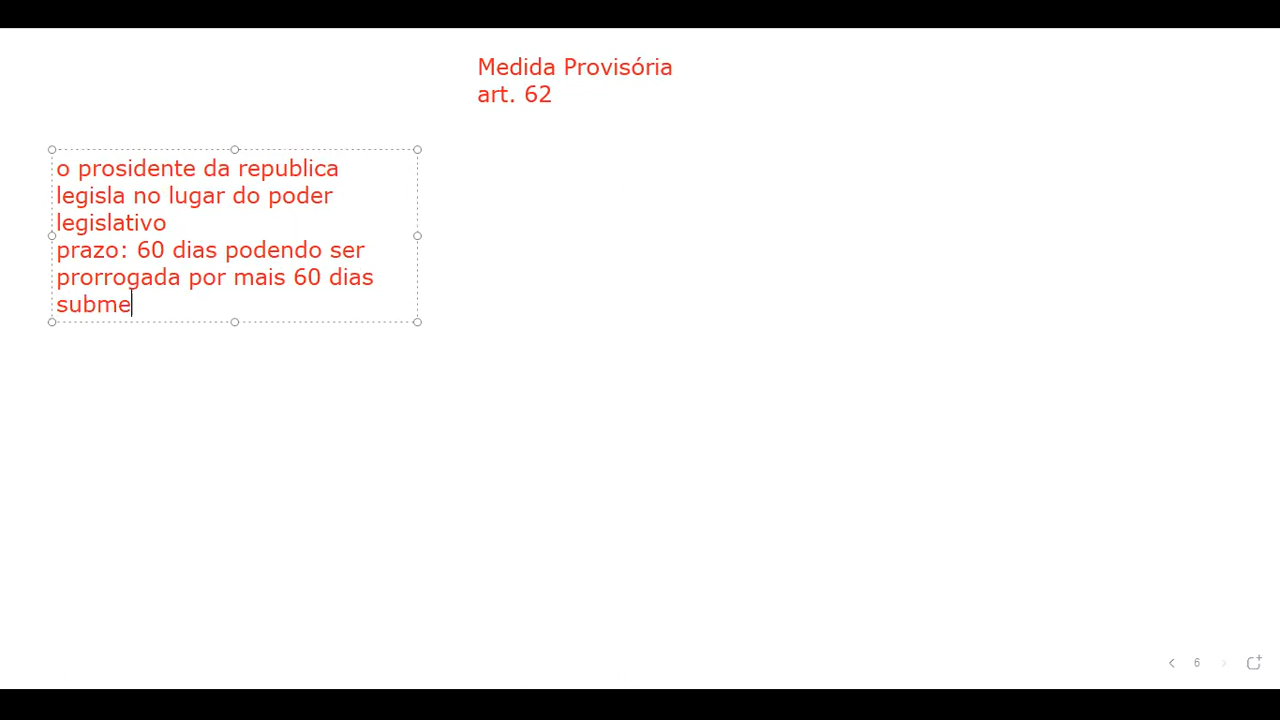 Medida Provisória
art. 62
o prosidente da republica
legisla no lugar do poder
legislativo
prazo: 60 dias podendo ser
prorrogada por mais 60 dias
subme
6